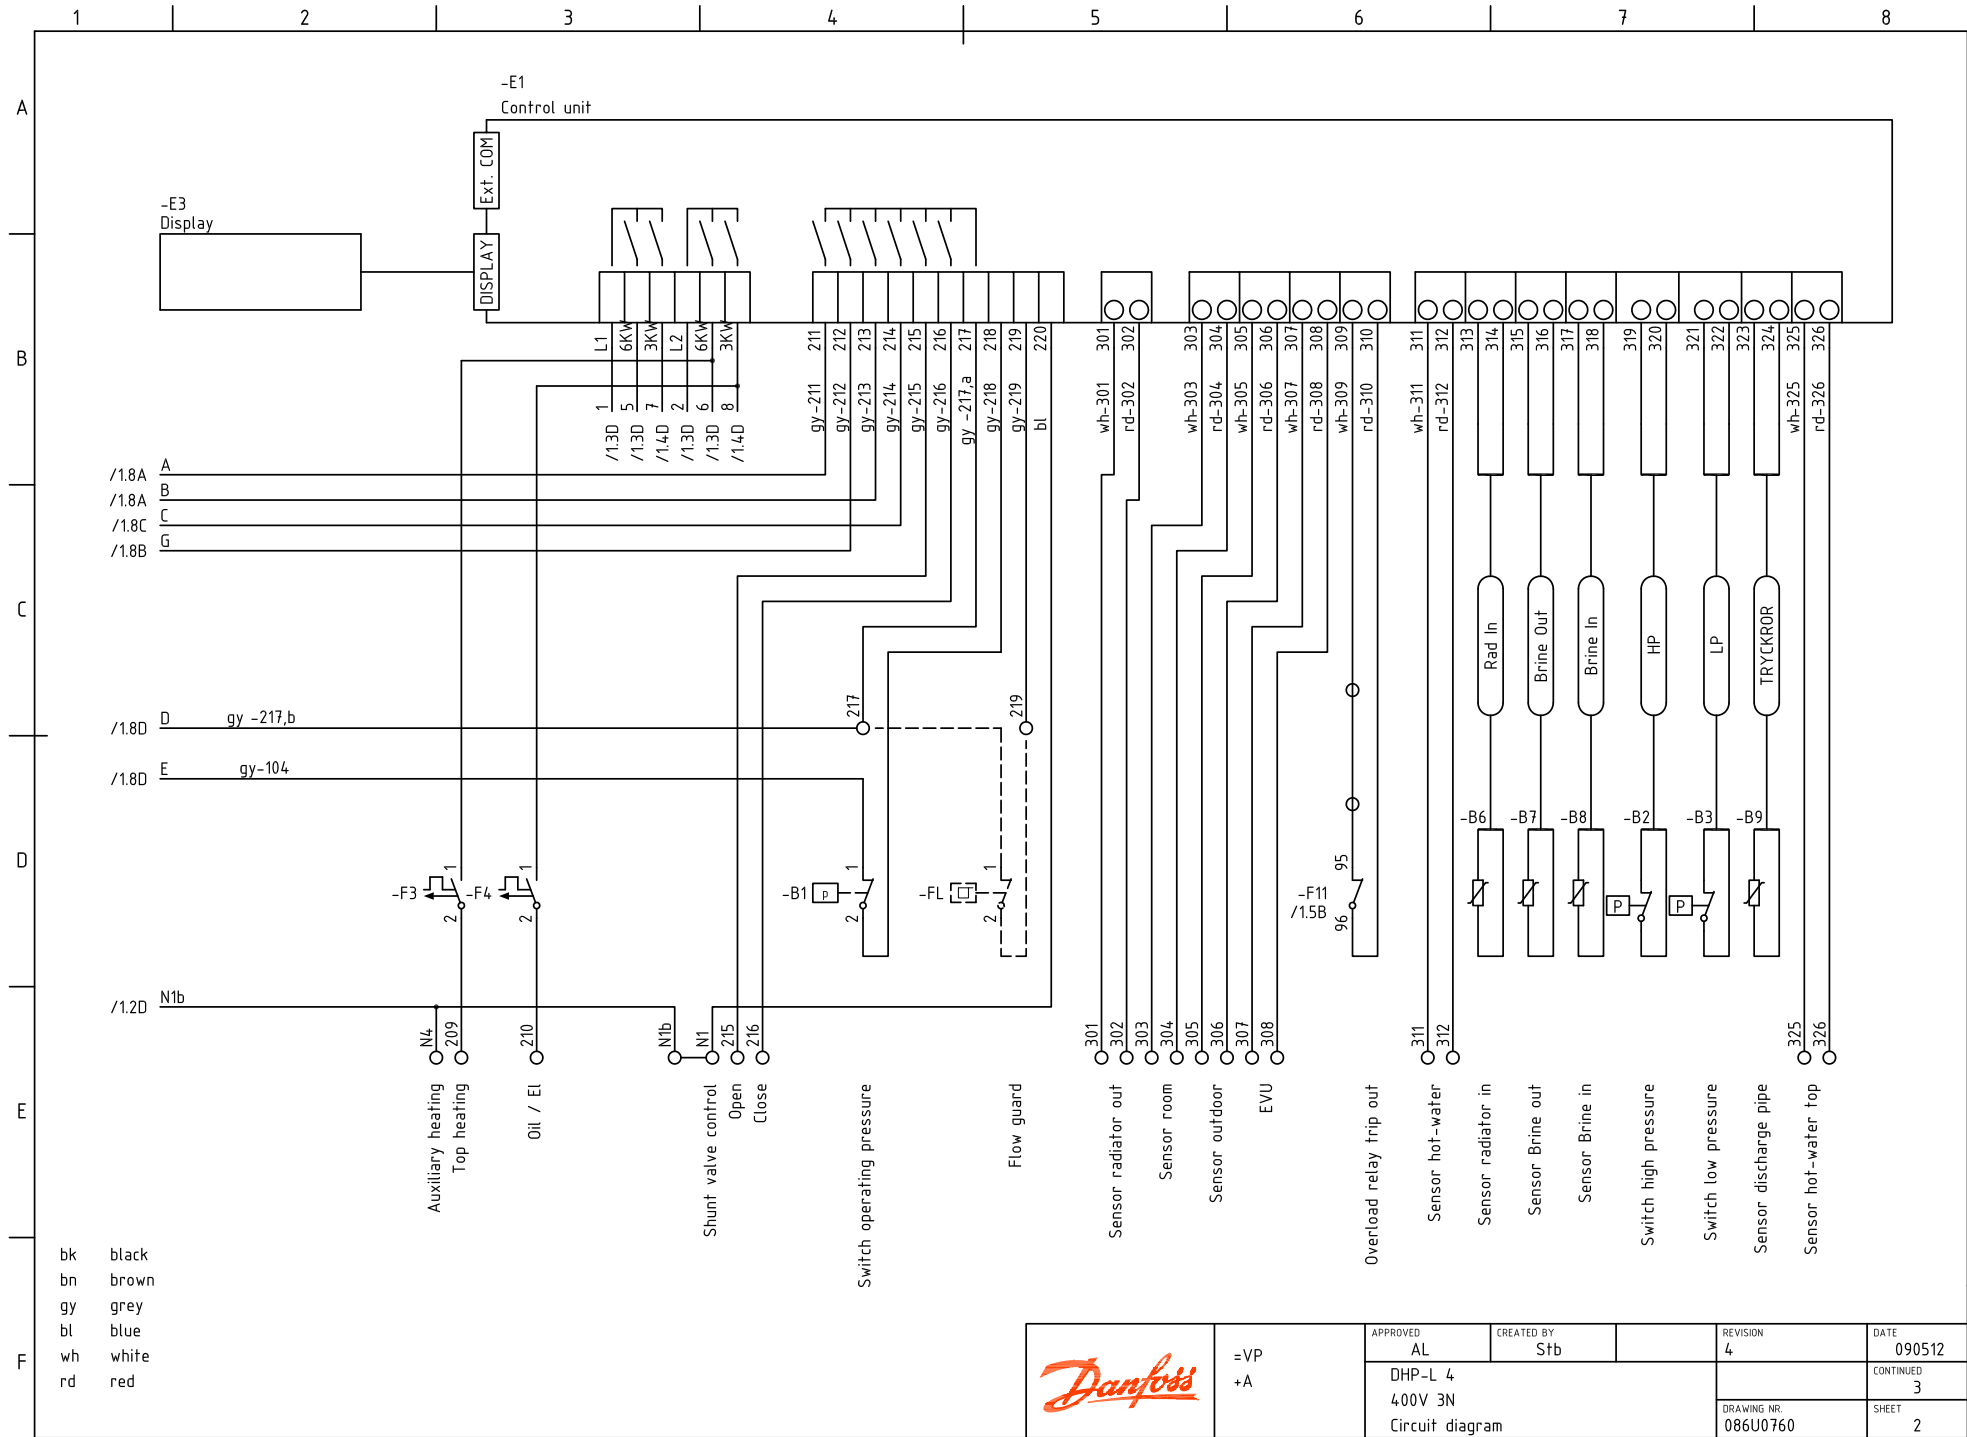 1 2 3 4 5 6 7 8
A
B
C
D
E
F
-E1
Control unit
Ext. COM
DISPLAY
-E3
Display
L1 6KW 3KW L2 6KW 3KW
1 5 7 2 6 8
/1.3D /1.3D /1.4D /1.3D /1.3D /1.4D
211 212 213 214 215 216 217 218 219 220
gy-211 gy-212 gy-213 gy-214 gy-215 gy-216 gy -217,a gy-218 gy-219 bl
301 302 303 304 305 306 307 308 309 310
wh-301 rd-302 wh-303 rd-304 wh-305 rd-306 wh-307 rd-308 wh-309 rd-310
311 312 313 314 315 316 317 318 319 320 321 322 323 324 325 326
wh-311 rd-312 wh-325 rd-326
/1.8A A
/1.8A B
/1.8C C
/1.8B G
Rad In
Brine Out
Brine In
HP
LP
TRYCKROR
217
219
/1.8D D gy -217,b
/1.8D E gy-104
-F3 1 2
-F4 1 2
-B1 p 1 2
-FL 1 2
-F11
/1.5B
95
96
-B6 -B7 -B8 -B2 -B3 -B9
P
P
/1.2D N1b
N4 209 210 N1b N1 215 216
301 302 303 304 305 306 307 308
311 312 325 326
Auxiliary heating
Top heating
Oil / El
Shunt valve control
Open
Close
Switch operating pressure
Flow guard
Sensor radiator out
Sensor room
Sensor outdoor
EVU
Overload relay trip out
Sensor hot-water
Sensor radiator in
Sensor Brine out
Sensor Brine in
Switch high pressure
Switch low pressure
Sensor discharge pipe
Sensor hot-water top
bk black
bn brown
gy grey
bl blue
wh white
rd red
Danfoss
=VP
+A
APPROVED
AL
CREATED BY
Stb
REVISION
4
DATE
090512
DHP-L 4
400V 3N
Circuit diagram
CONTINUED
3
DRAWING NR.
086U0760
SHEET
2